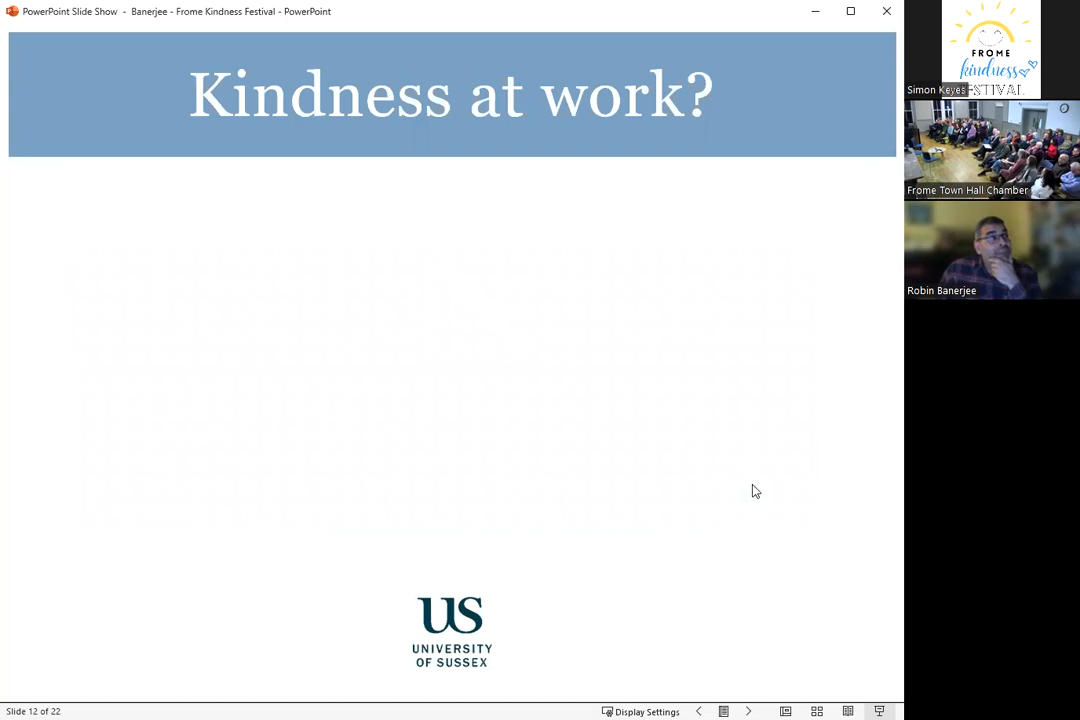 PowerPoint Slide Show - Banerjee - Frome Kindness Festival - PowerPoint
Kindness at work?
US
UNIVERSITY
OF SUSSEX
Slide 12 of 22
Display Settings
FROME
kindness
FESTIVAL
Simon Keyes
Frome Town Hall Chamber
Robin Banerjee